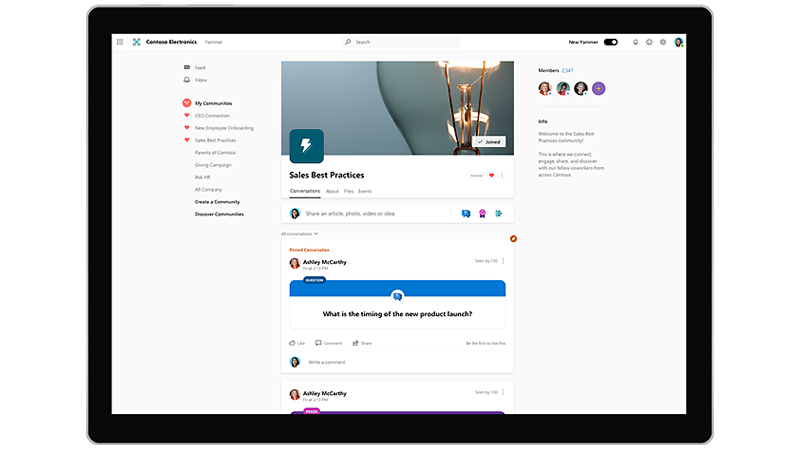 Contoso Electronics
Yammer
Search
New Yammer
Feed
Inbox
My Communities
CEO Connection
New Employee Onboarding
Sales Best Practices
Parents of Contoso
Giving Campaign
Ask HR
All Company
Create a Community
Discover Communities
Joined
Sales Best Practices
Conversations About Files Events
Share an article, photo, video or idea
All conversations
Pinned Conversation
Ashley McCarthy
Fri at 2:13 PM
Seen by 130
QUESTION
What is the timing of the new product launch?
Like Comment Share
Be the first to like this
Write a comment
Ashley McCarthy
Fri at 2:13 PM
Seen by 130
PRAISE
Members 2,347
Info
Welcome to the Sales Best
Practices community!
This is where we connect,
engage, share, and discover
with our fellow coworkers from
across Contoso.